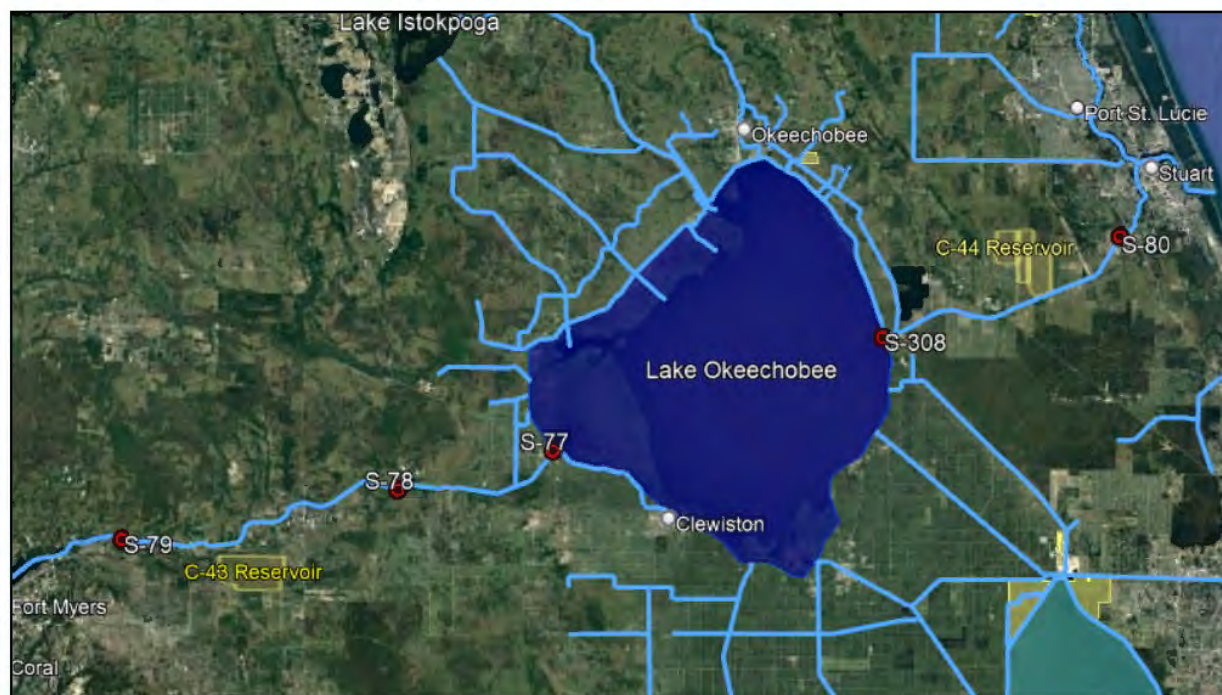 Lake Istokpoga
Okeechobee
Port St. Lucie
Stuart
S-80
C-44 Reservoir
S-308
Lake Okeechobee
S-77
S-78
Clewiston
S-79
C-43 Reservoir
Fort Myers
Coral